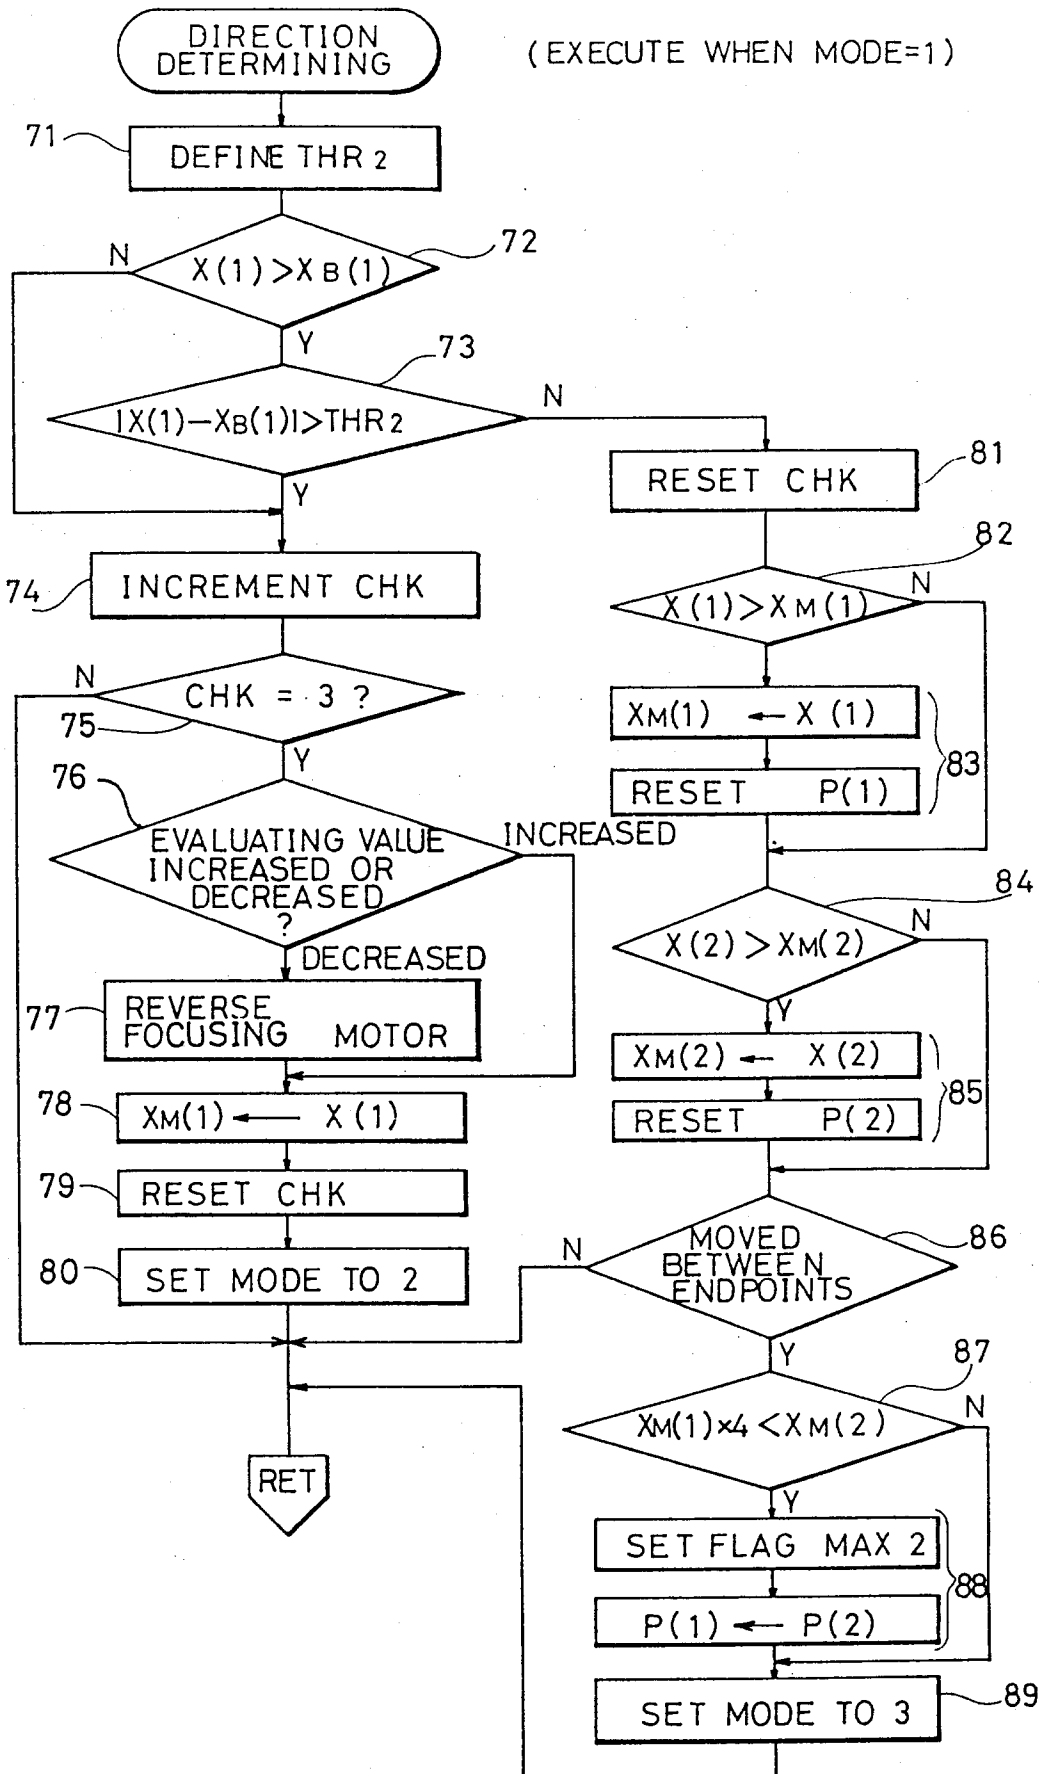 DIRECTION
DETERMINING
(EXECUTE WHEN MODE=1)
71
DEFINE THR2
N
72
X(1)>XB(1)
Y
73
N
|X(1)-XB(1)|>THR2
Y
74
INCREMENT CHK
N
CHK = 3 ?
75
Y
76
EVALUATING VALUE
INCREASED OR
DECREASED
?
INCREASED
DECREASED
77
REVERSE
FOCUSING MOTOR
78
XM(1) ← X(1)
79
RESET CHK
80
SET MODE TO 2
RET
81
RESET CHK
82
N
X(1)>XM(1)
XM(1) ← X(1)
RESET P(1)
83
84
N
X(2)>XM(2)
Y
XM(2) ← X(2)
RESET P(2)
85
86
N
MOVED
BETWEEN
ENDPOINTS
Y
87
N
XM(1)×4<XM(2)
Y
SET FLAG MAX 2
P(1) ← P(2)
88
SET MODE TO 3
89